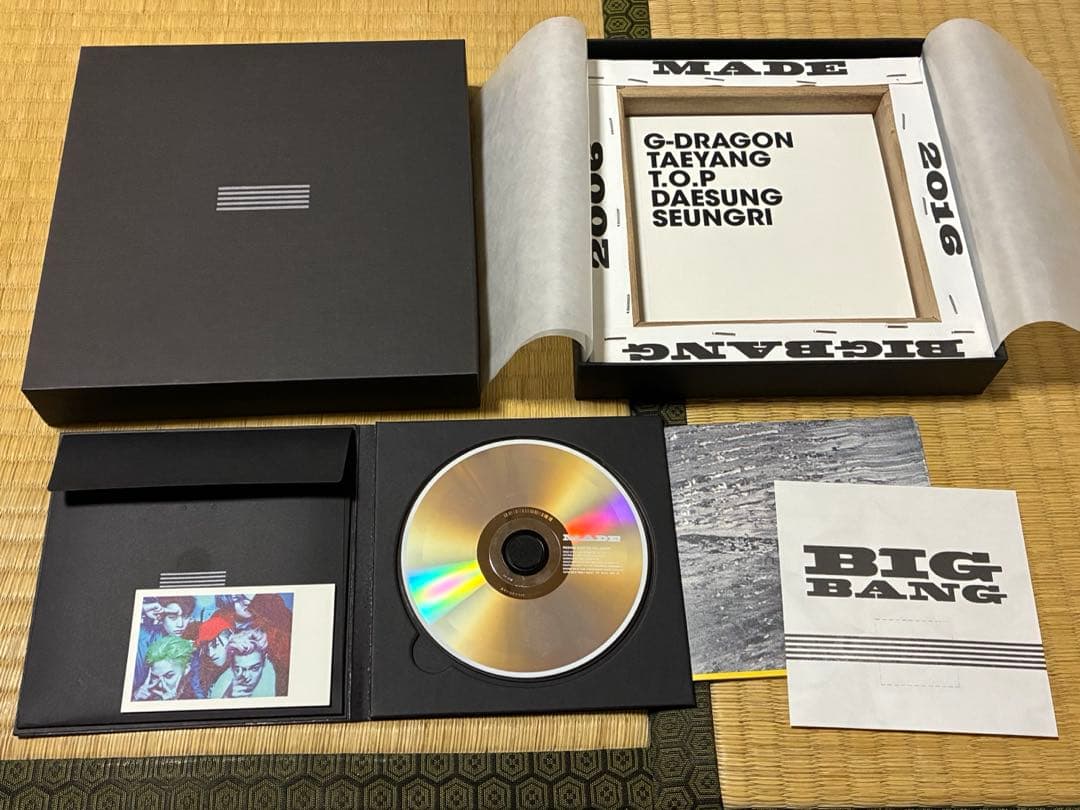 MADE
2006
G-DRAGON
TAEYANG
T.O.P
DAESUNG
SEUNGRI
2016
BIGBANG
MADE
BIG
BANG